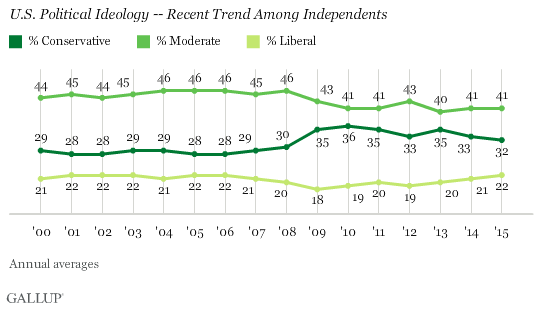 U.S. Political Ideology -- Recent Trend Among Independents
% Conservative % Moderate % Liberal
44 45 44 45 46 46 46 45 46 43 41 41 43 40 41 41
29 28 28 29 29 28 28 29 30 35 36 35 33 35 33 32
21 22 22 22 21 22 22 21 20 18 19 20 19 20 21 22
'00 '01 '02 '03 '04 '05 '06 '07 '08 '09 '10 '11 '12 '13 '14 '15
Annual averages
GALLUP'